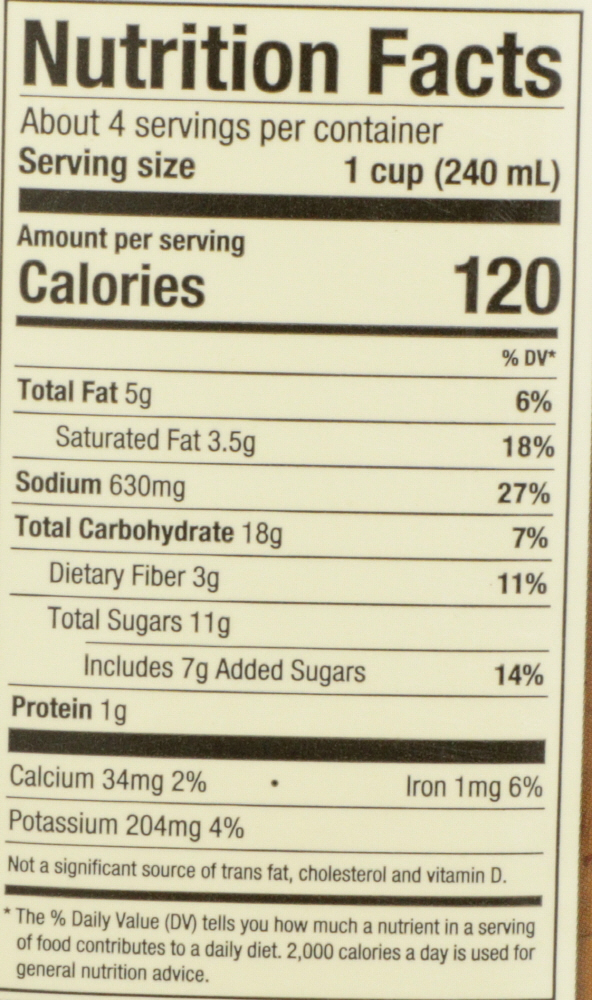 Nutrition Facts
About 4 servings per container
Serving size 1 cup (240 mL)
Amount per serving
Calories 120
% DV*
Total Fat 5g 6%
Saturated Fat 3.5g 18%
Sodium 630mg 27%
Total Carbohydrate 18g 7%
Dietary Fiber 3g 11%
Total Sugars 11g
Includes 7g Added Sugars 14%
Protein 1g
Calcium 34mg 2% • Iron 1mg 6%
Potassium 204mg 4%
Not a significant source of trans fat, cholesterol and vitamin D.
* The % Daily Value (DV) tells you how much a nutrient in a serving
of food contributes to a daily diet. 2,000 calories a day is used for
general nutrition advice.